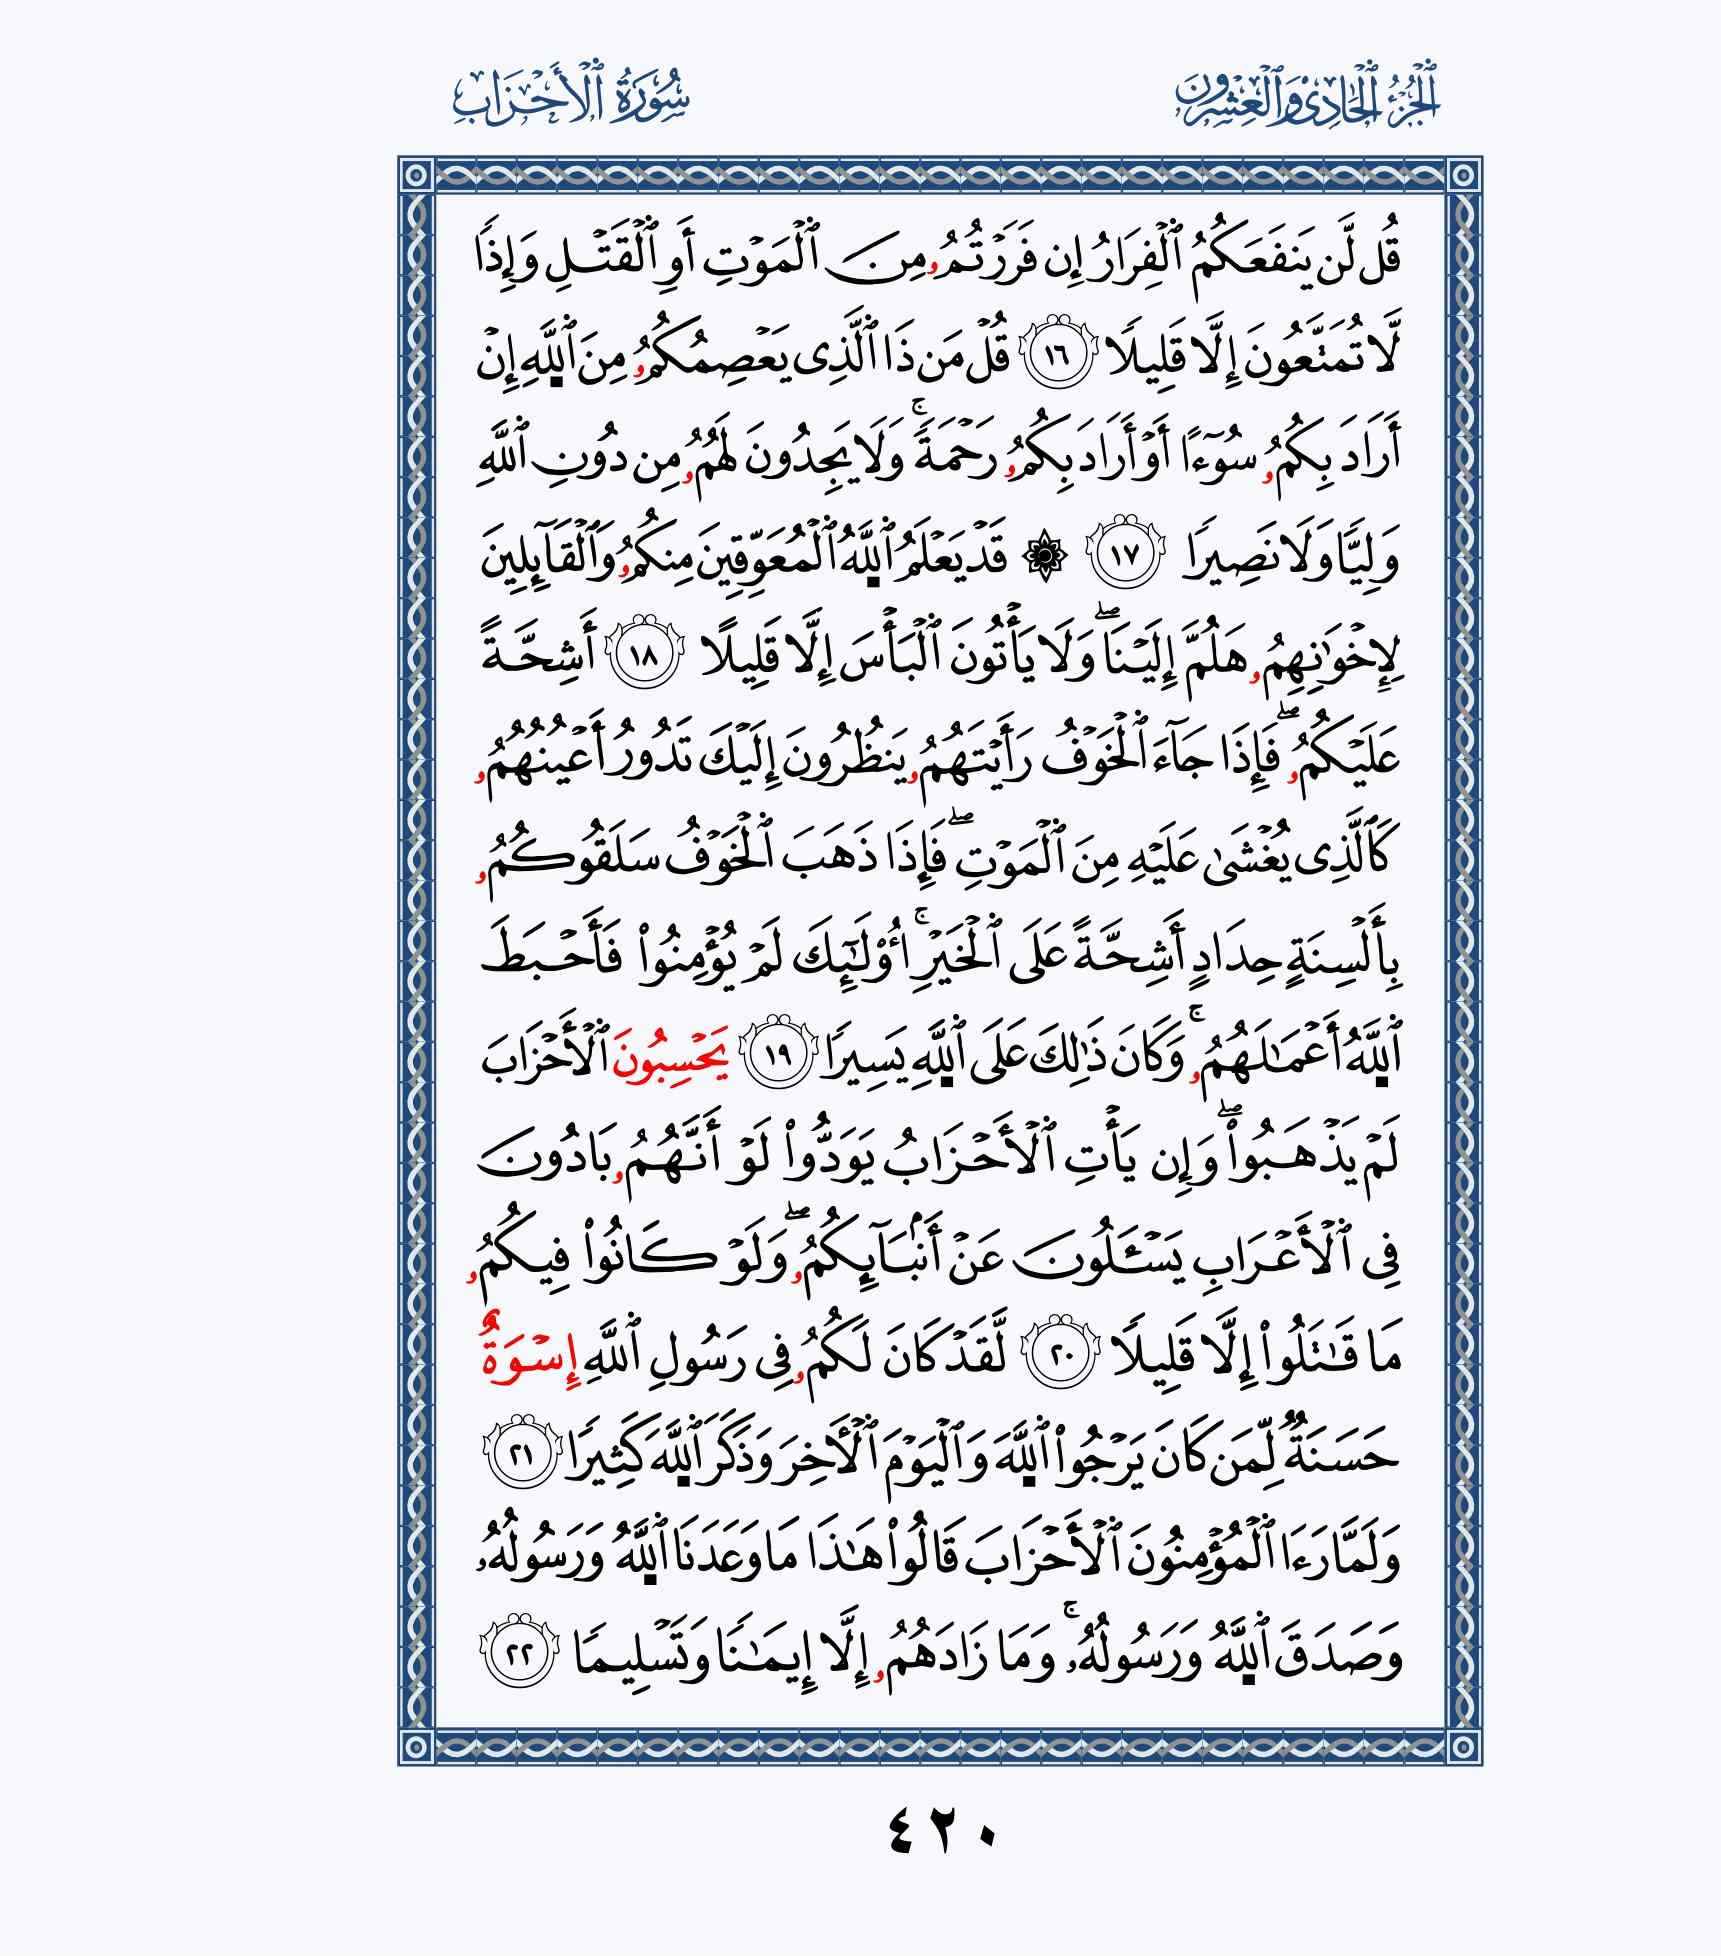 ٱلْجُزْءُ ٱلْحَادِى وَٱلْعِشْرُونَ
سُورَةُ ٱلْأَحْزَابِ
قُل لَّن يَنفَعَكُمُ ٱلْفِرَارُ إِن فَرَرْتُمُۥ مِنَ ٱلْمَوْتِ أَوِ ٱلْقَتْلِ وَإِذًا
لَّا تُمَتَّعُونَ إِلَّا قَلِيلًا ١٦ قُلْ مَن ذَا ٱلَّذِى يَعْصِمُكُمُۥ مِنَ ٱللَّهِ إِنْ
أَرَادَ بِكُمُۥ سُوٓءًا أَوْ أَرَادَ بِكُمُۥ رَحْمَةً ۚ وَلَا يَجِدُونَ لَهُمُۥ مِن دُونِ ٱللَّهِ
وَلِيًّا وَلَا نَصِيرًا ١٧ ۞ قَدْ يَعْلَمُ ٱللَّهُ ٱلْمُعَوِّقِينَ مِنكُمُۥ وَٱلْقَآئِلِينَ
لِإِخْوَٰنِهِمُۥ هَلُمَّ إِلَيْنَا ۖ وَلَا يَأْتُونَ ٱلْبَأْسَ إِلَّا قَلِيلًا ١٨ أَشِحَّةً
عَلَيْكُمُۥ ۖ فَإِذَا جَآءَ ٱلْخَوْفُ رَأَيْتَهُمُۥ يَنظُرُونَ إِلَيْكَ تَدُورُ أَعْيُنُهُمُۥ
كَٱلَّذِى يُغْشَىٰ عَلَيْهِ مِنَ ٱلْمَوْتِ ۖ فَإِذَا ذَهَبَ ٱلْخَوْفُ سَلَقُوكُمُۥ
بِأَلْسِنَةٍ حِدَادٍ أَشِحَّةً عَلَى ٱلْخَيْرِ ۚ أُو۟لَٰٓئِكَ لَمْ يُؤْمِنُوا۟ فَأَحْبَطَ
ٱللَّهُ أَعْمَٰلَهُمُۥ ۚ وَكَانَ ذَٰلِكَ عَلَى ٱللَّهِ يَسِيرًا ١٩ يَحْسِبُونَ ٱلْأَحْزَابَ
لَمْ يَذْهَبُوا۟ ۖ وَإِن يَأْتِ ٱلْأَحْزَابُ يَوَدُّوا۟ لَوْ أَنَّهُمُۥ بَادُونَ
فِى ٱلْأَعْرَابِ يَسْـَٔلُونَ عَنْ أَنۢبَآئِكُمُۥ ۖ وَلَوْ كَانُوا۟ فِيكُمُۥ
مَا قَٰتَلُوٓا۟ إِلَّا قَلِيلًا ٢٠ لَّقَدْ كَانَ لَكُمُۥ فِى رَسُولِ ٱللَّهِ إِسْوَةٌ
حَسَنَةٌ لِّمَن كَانَ يَرْجُوا۟ ٱللَّهَ وَٱلْيَوْمَ ٱلْـَٔاخِرَ وَذَكَرَ ٱللَّهَ كَثِيرًا ٢١
وَلَمَّا رَءَا ٱلْمُؤْمِنُونَ ٱلْأَحْزَابَ قَالُوا۟ هَٰذَا مَا وَعَدَنَا ٱللَّهُ وَرَسُولُهُۥ
وَصَدَقَ ٱللَّهُ وَرَسُولُهُۥ ۚ وَمَا زَادَهُمُۥ إِلَّا إِيمَٰنًا وَتَسْلِيمًا ٢٢
٤٢٠